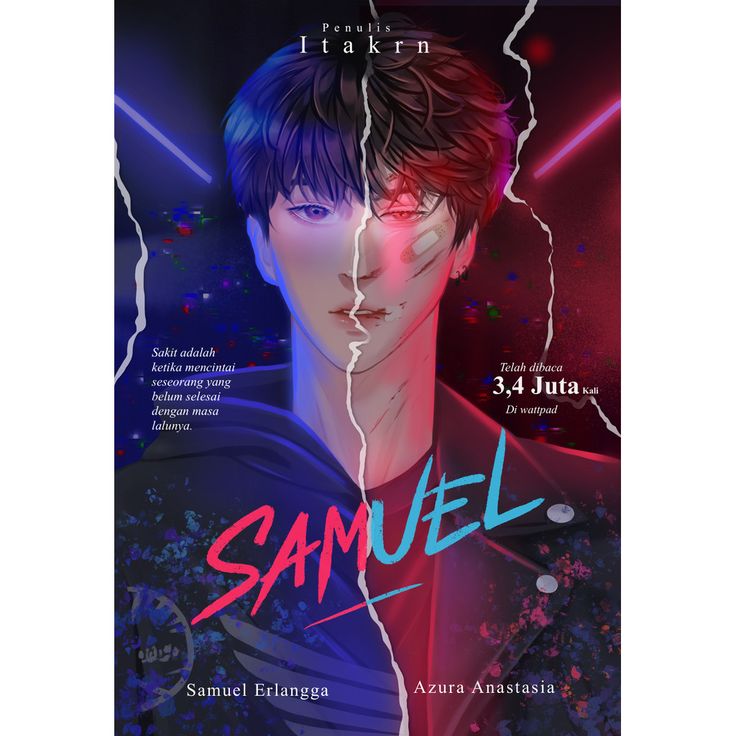 Penulis
Itakrn
Sakit adalah
ketika mencintai
seseorang yang
belum selesai
dengan masa
lalunya.
Telah dibaca
3,4 Juta Kali
Di wattpad
SAMUEL
Samuel Erlangga
Azura Anastasia